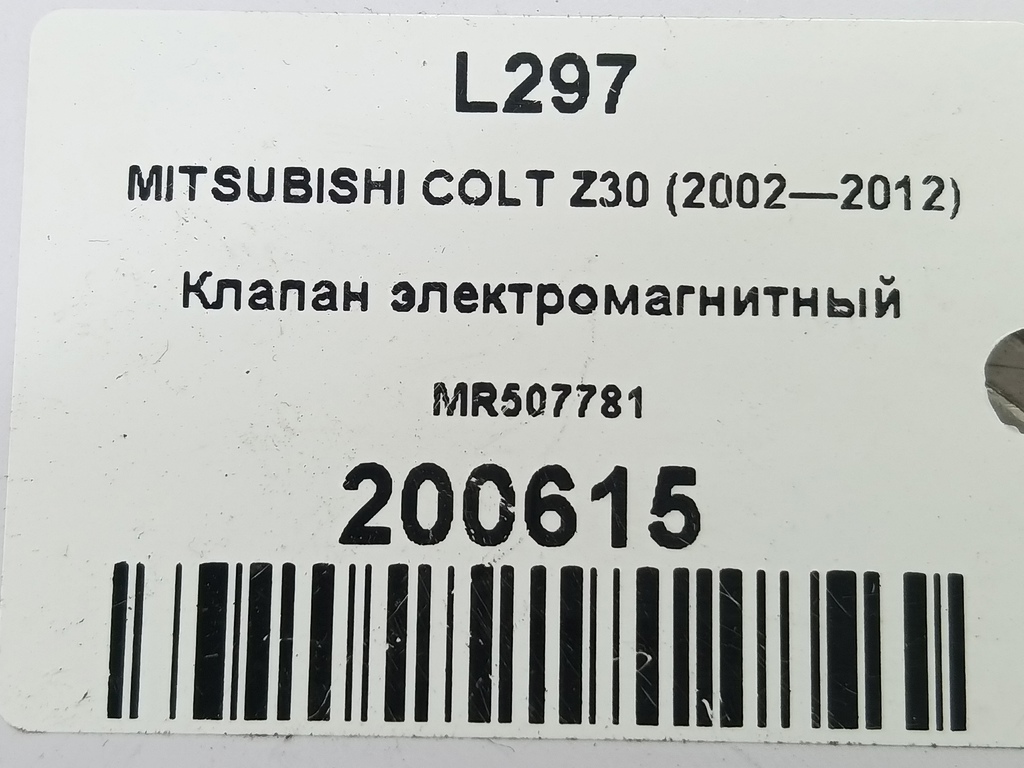 L297
MITSUBISHI COLT Z30 (2002—2012)
Клапан электромагнитный
MR507781
200615